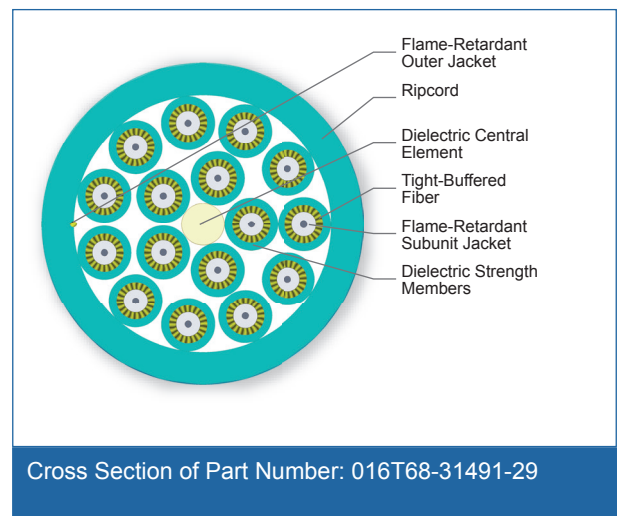 Flame-Retardant
Outer Jacket
Ripcord
Dielectric Central
Element
Tight-Buffered
Fiber
Flame-Retardant
Subunit Jacket
Dielectric Strength
Members
Cross Section of Part Number: 016T68-31491-29